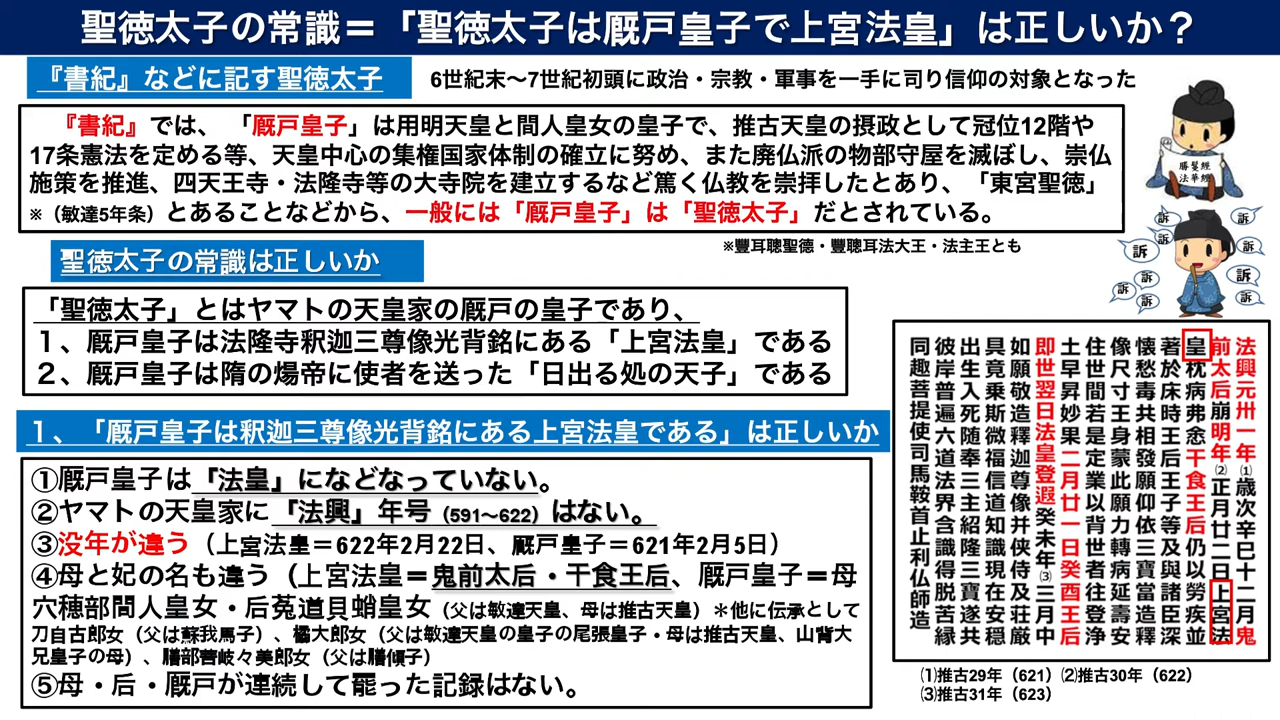 聖徳太子の常識＝「聖徳太子は厩戸皇子で上宮法皇」は正しいか？
『書紀』などに記す聖徳太子
6世紀末～7世紀初頭に政治・宗教・軍事を一手に司り信仰の対象となった
『書紀』では、「厩戸皇子」は用明天皇と間人皇女の皇子で、推古天皇の摂政として冠位12階や
17条憲法を定める等、天皇中心の集権国家体制の確立に努め、また廃仏派の物部守屋を滅ぼし、崇仏
施策を推進、四天王寺・法隆寺等の大寺院を建立するなど篤く仏教を崇拝したとあり、「東宮聖徳」
※（敏達5年条）とあることなどから、一般には「厩戸皇子」は「聖徳太子」だとされている。
※豐耳聰聖德・豐聰耳法大王・法主王とも
勝鬘經
法華經
訴
訴
訴
訴
訴
訴
訴
訴
訴
訴
聖徳太子の常識は正しいか
「聖徳太子」とはヤマトの天皇家の厩戸の皇子であり、
１、厩戸皇子は法隆寺釈迦三尊像光背銘にある「上宮法皇」である
２、厩戸皇子は隋の煬帝に使者を送った「日出る処の天子」である
１、「厩戸皇子は釈迦三尊像光背銘にある上宮法皇である」は正しいか
①厩戸皇子は『法皇』になどなっていない。
②ヤマトの天皇家に『法興』年号（591～622）はない。
③没年が違う（上宮法皇＝622年2月22日、厩戸皇子＝621年2月5日）
④母と妃の名も違う（上宮法皇＝鬼前太后・干食王后、厩戸皇子＝母
穴穂部間人皇女・后菟道貝蛸皇女（父は敏達天皇、母は推古天皇）＊他に伝承として
刀自古郎女（父は蘇我馬子）、橘大郎女（父は敏達天皇の皇子の尾張皇子・母は推古天皇、山背大
兄皇子の母）、膳部菩岐々美郎女（父は膳傾子）
⑤母・后・厩戸が連続して罷った記録はない。
法興元卅一年⑴歳次辛巳十二月鬼
前太后崩明年⑵正月廿二日上宮法
皇枕病弗悆干食王后仍以勞疾並
著於床時王后王子等及與諸臣深
懐愁毒共相發願仰依三寶當造釋
像尺寸王身蒙此願力轉病延壽安
住世間若是定業以背世者往登浄
土早昇妙果二月廿一日癸酉王后
即世翌日法皇登遐癸未年⑶三月中
如願敬造釋迦尊像并侠侍及荘厳
具竟乗斯微福信道知識現在安穏
出生入死随奉三主紹隆三寶遂共
彼岸普遍六道法界含識得脱苦縁
同趣菩提使司馬鞍首止利仏師造
⑴推古29年（621）⑵推古30年（622）
⑶推古31年（623）